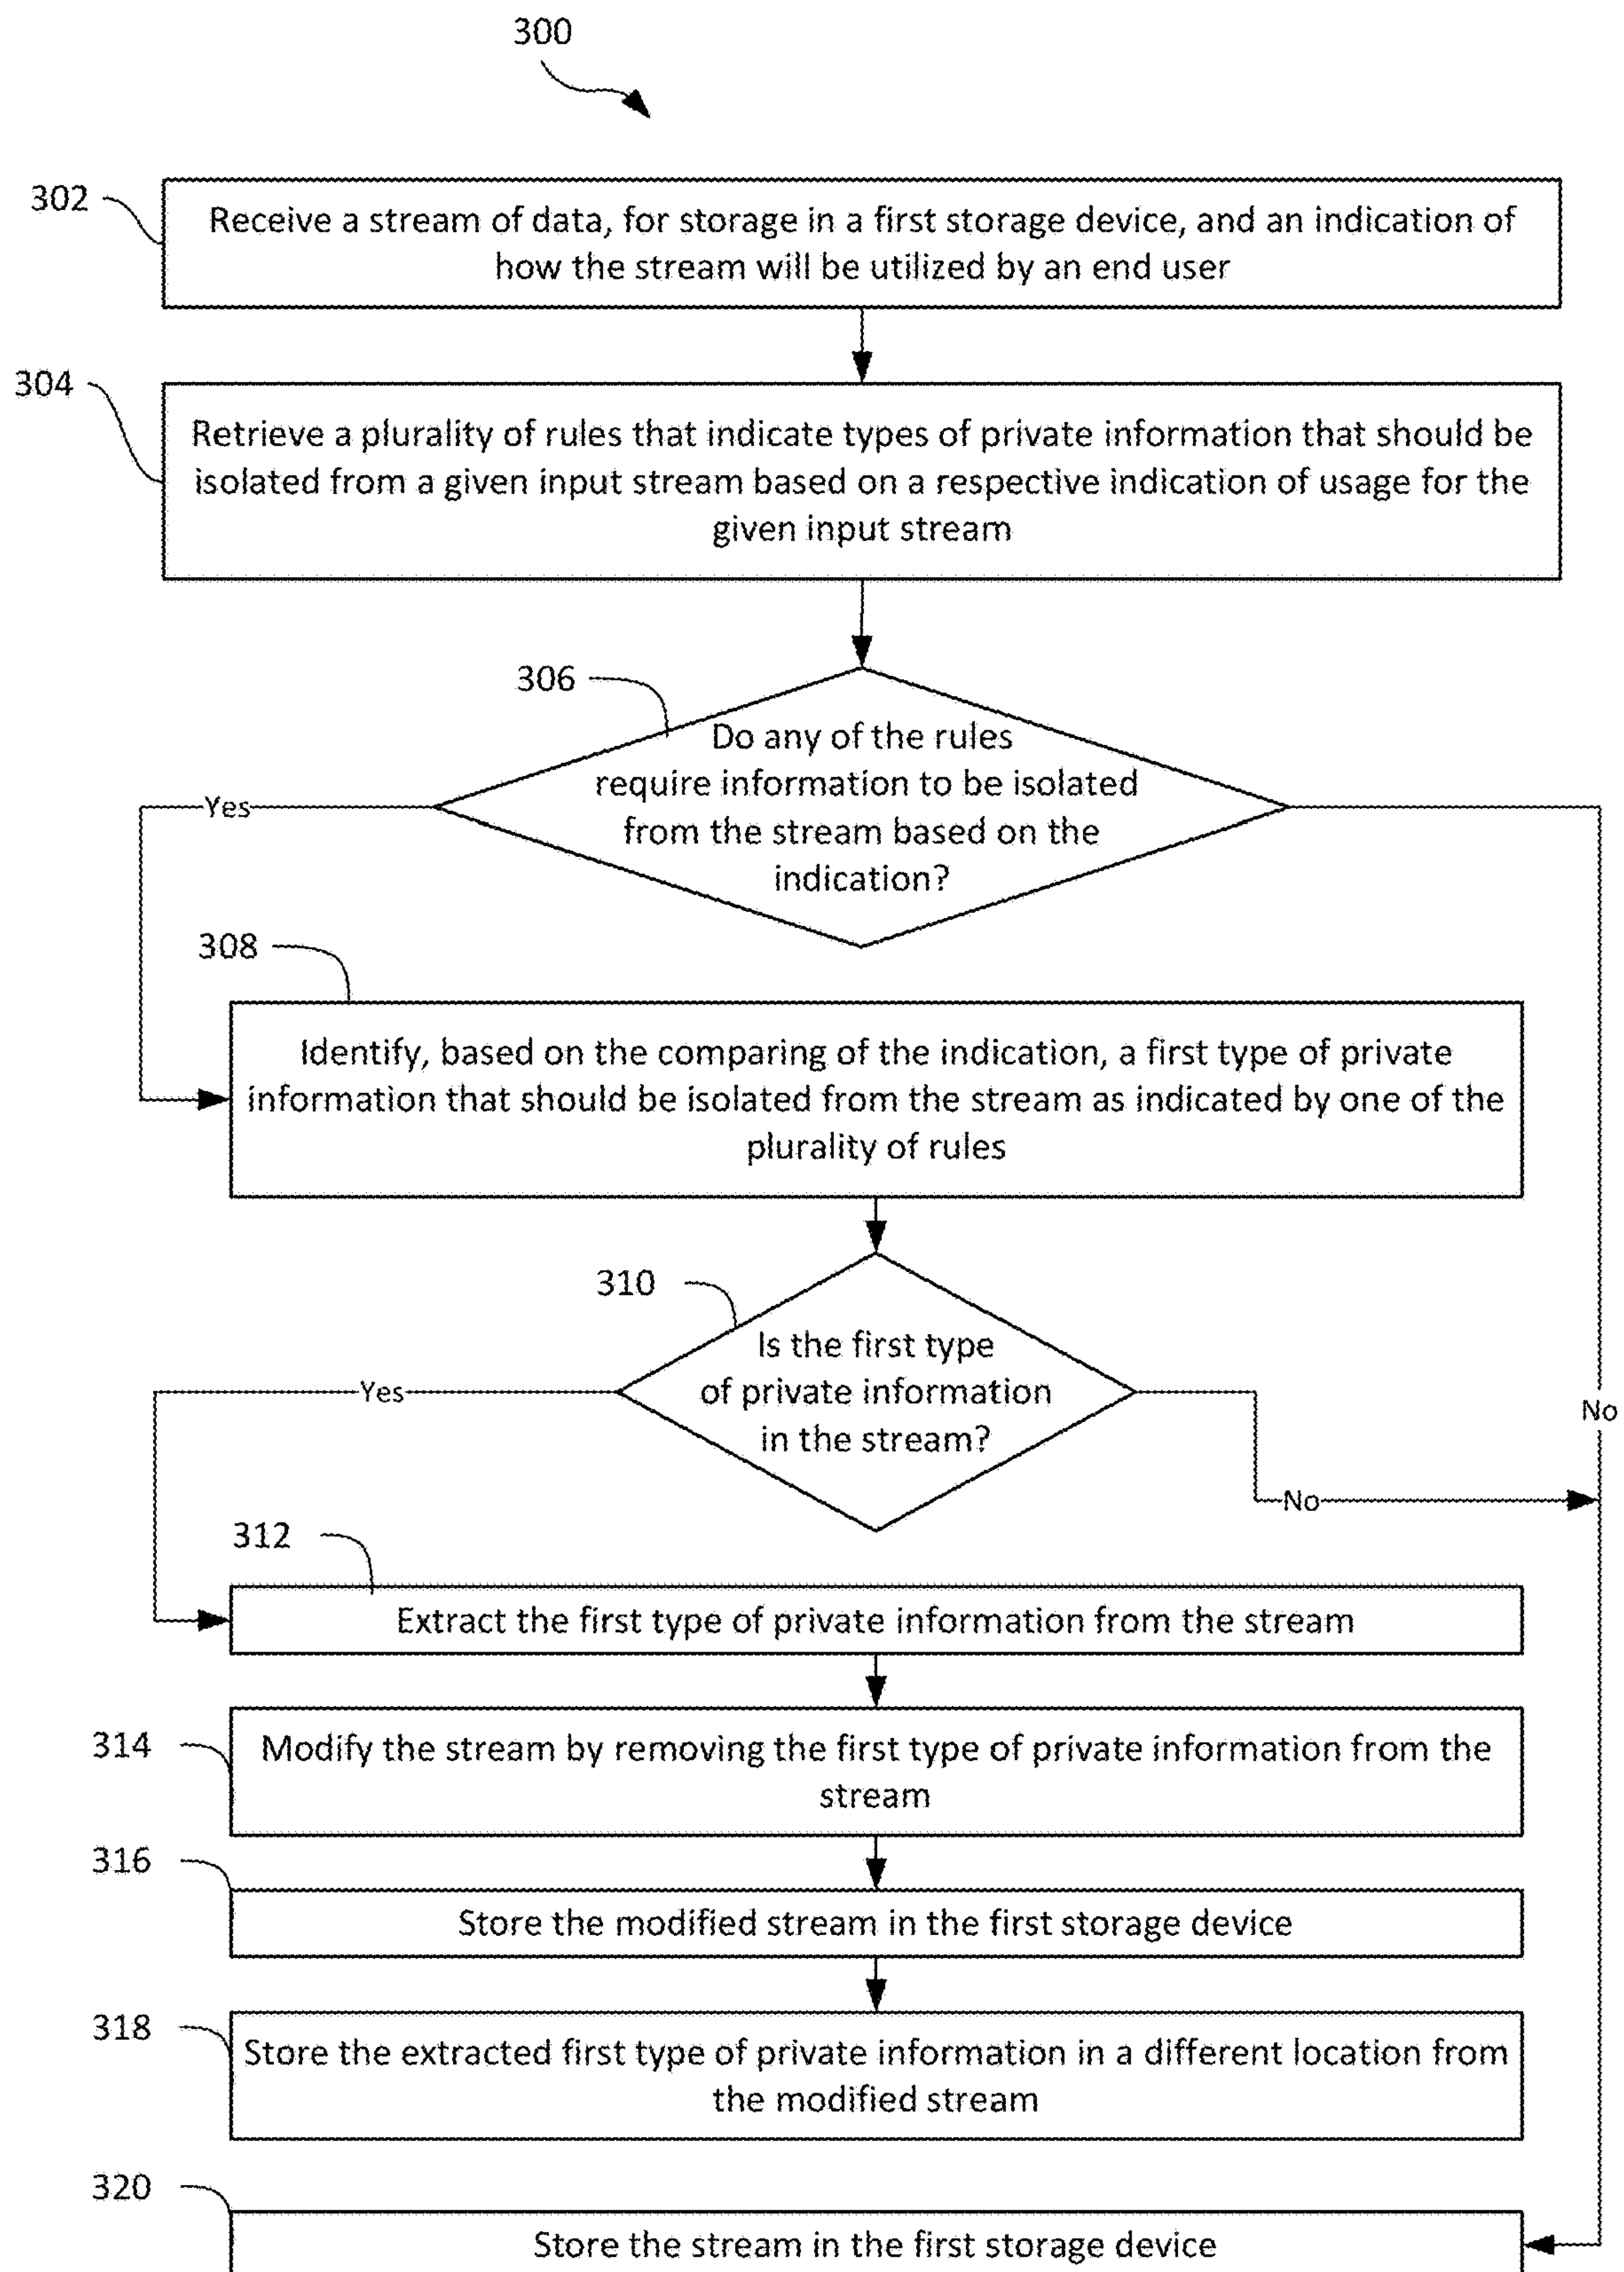 300
302
Receive a stream of data, for storage in a first storage device, and an indication of
how the stream will be utilized by an end user
304
Retrieve a plurality of rules that indicate types of private information that should be
isolated from a given input stream based on a respective indication of usage for the
given input stream
306
Do any of the rules
require information to be isolated
from the stream based on the
indication?
Yes
308
Identify, based on the comparing of the indication, a first type of private
information that should be isolated from the stream as indicated by one of the
plurality of rules
310
Is the first type
of private information
in the stream?
Yes
No
No
312
Extract the first type of private information from the stream
314
Modify the stream by removing the first type of private information from the
stream
316
Store the modified stream in the first storage device
318
Store the extracted first type of private information in a different location from
the modified stream
320
Store the stream in the first storage device